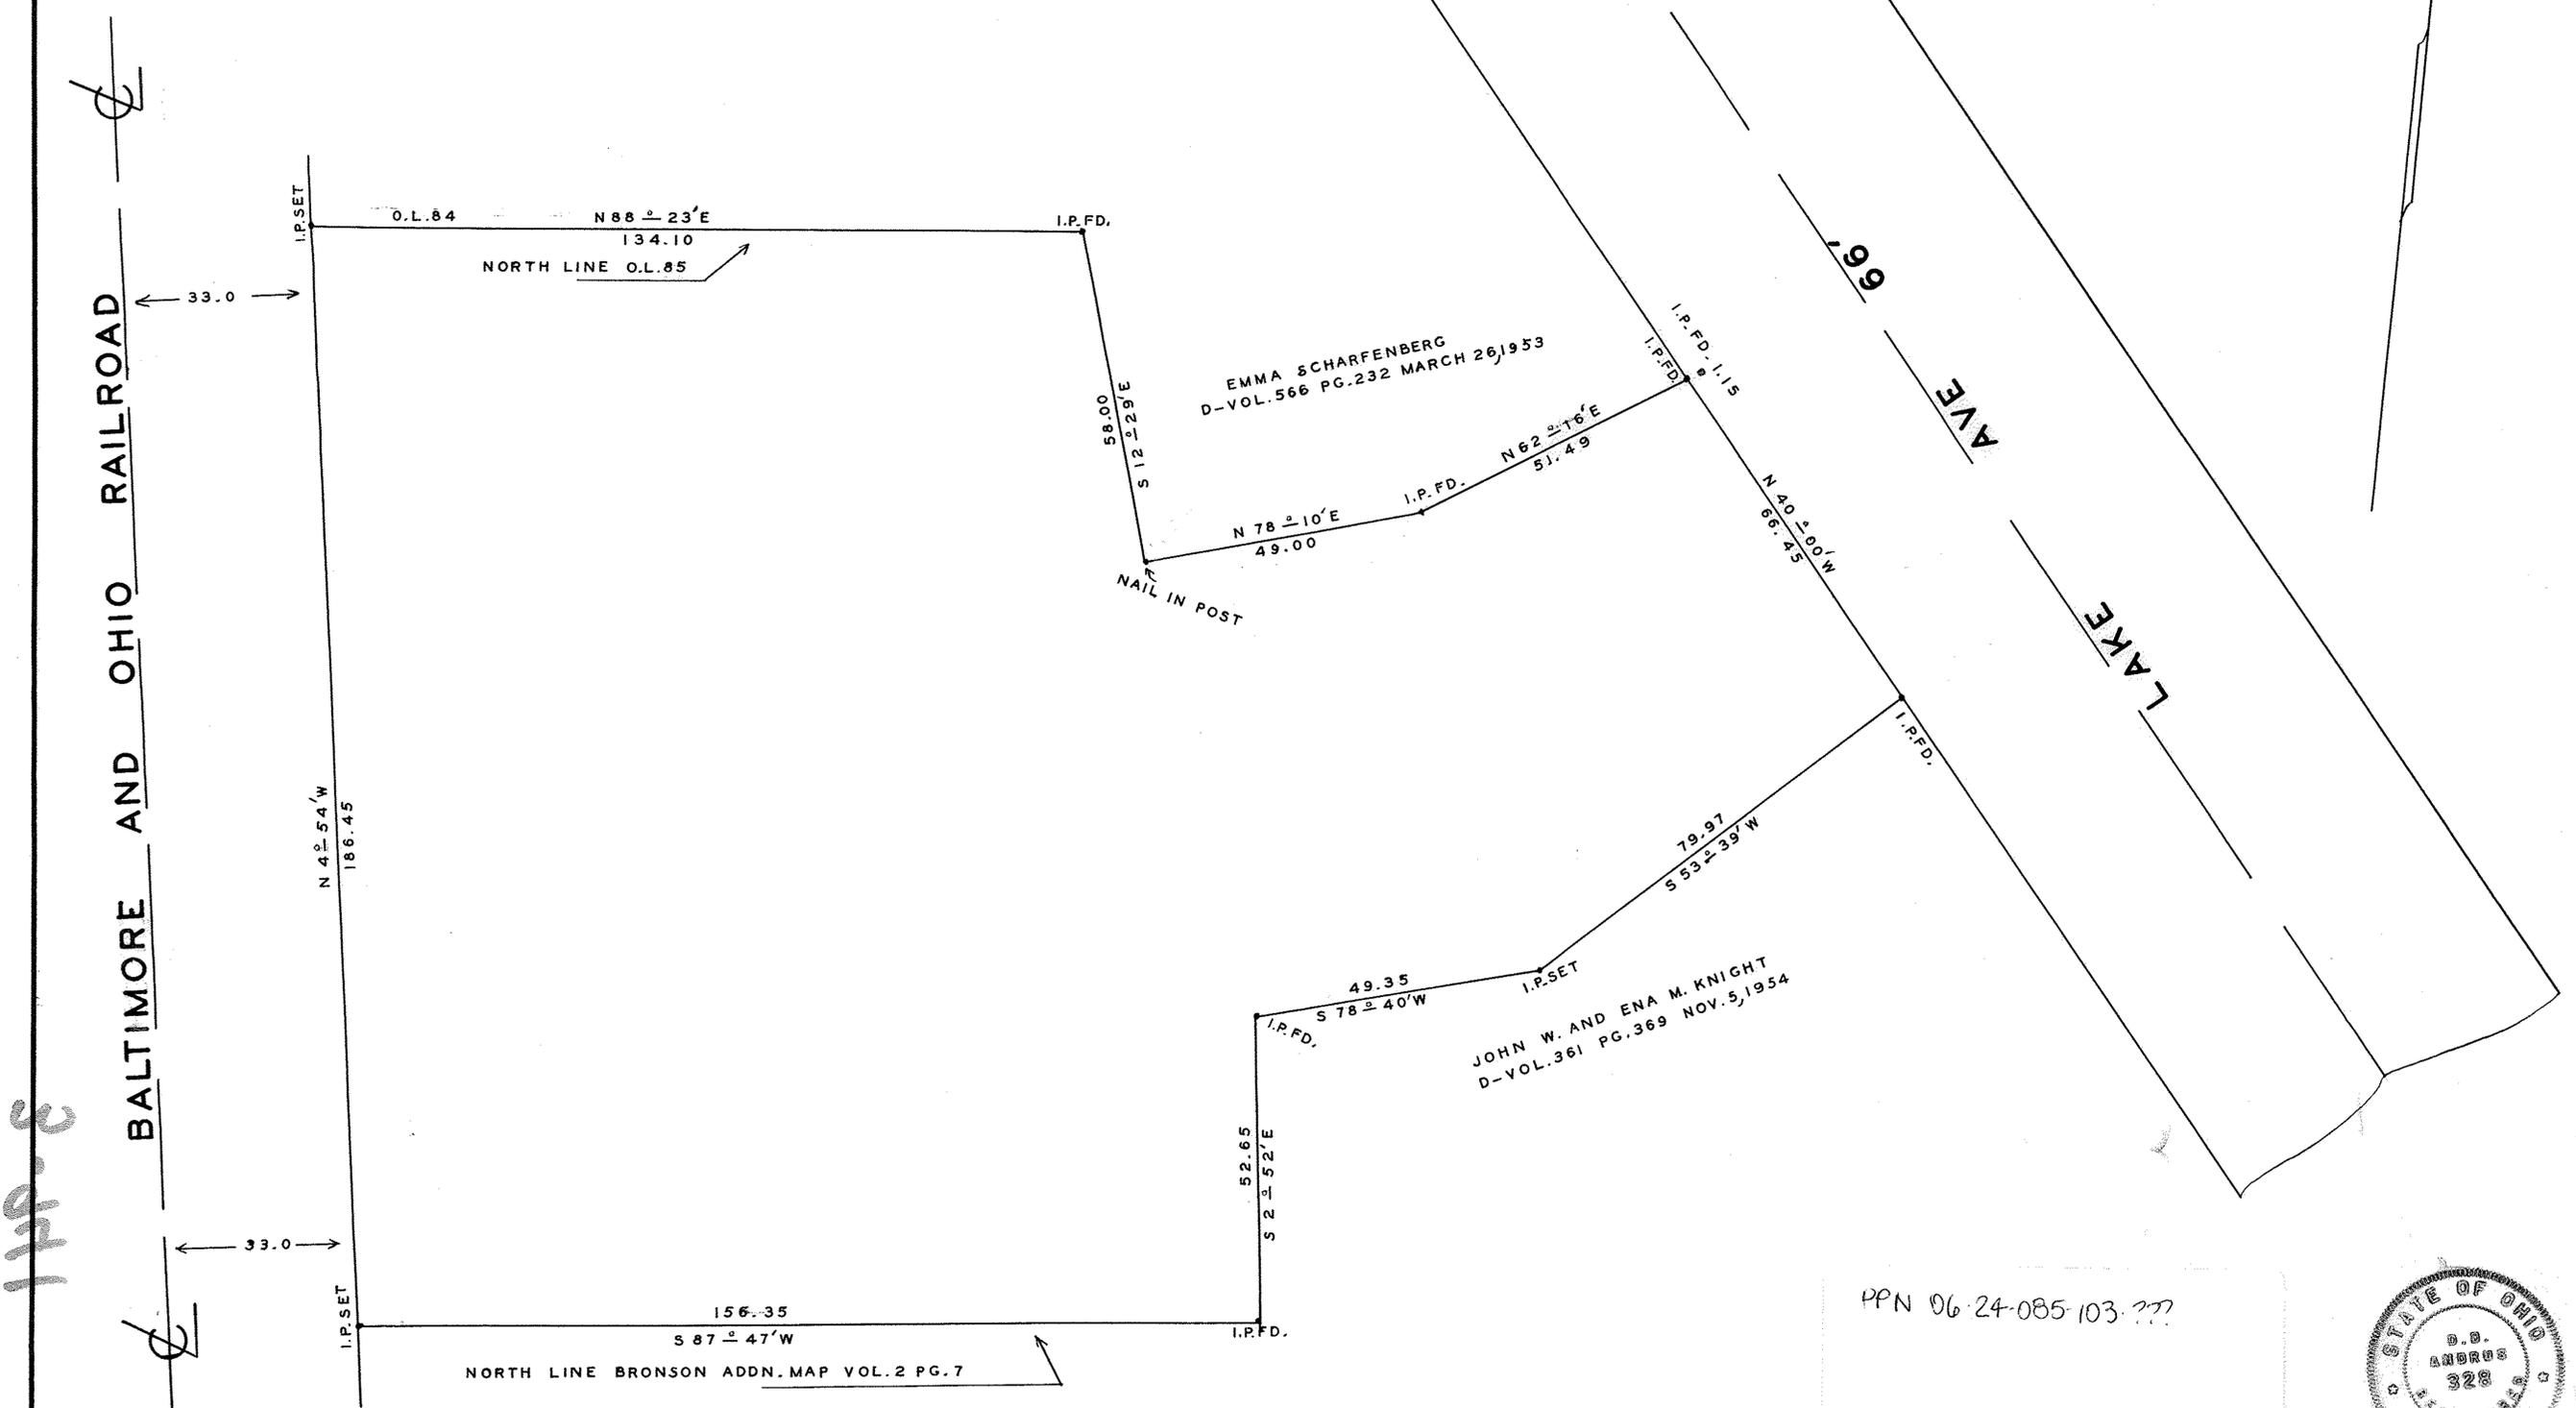 BALTIMORE AND OHIO RAILROAD
℄
℄
I.P. SET
O.L.84
N 88° 23' E
134.10
I.P. FD.
NORTH LINE O.L.85
33.0
58.00
S 12° 29' E
EMMA SCHARFENBERG
D-VOL. 566 PG. 232 MARCH 26, 1953
I.P. FD. 1.15
I.P. FD.
N 62° 16' E
51.49
I.P. FD.
N 78° 10' E
49.00
NAIL IN POST
N 40° 00' W
66.45
66'
LAKE AVE
I.P. FD.
N 4° 54' W
186.45
79.97
S 53° 39' W
I.P. SET
49.35
S 78° 40' W
I.P. FD.
JOHN W. AND ENA M. KNIGHT
D-VOL. 361 PG. 369 NOV. 5, 1954
52.65
S 2° 52' E
33.0
I.P. SET
156.35
S 87° 47' W
I.P. FD.
NORTH LINE BRONSON ADDN. MAP VOL. 2 PG. 7
PPN 06-24-085-103-???
STATE OF OHIO
D.D.
ANDRUS
328